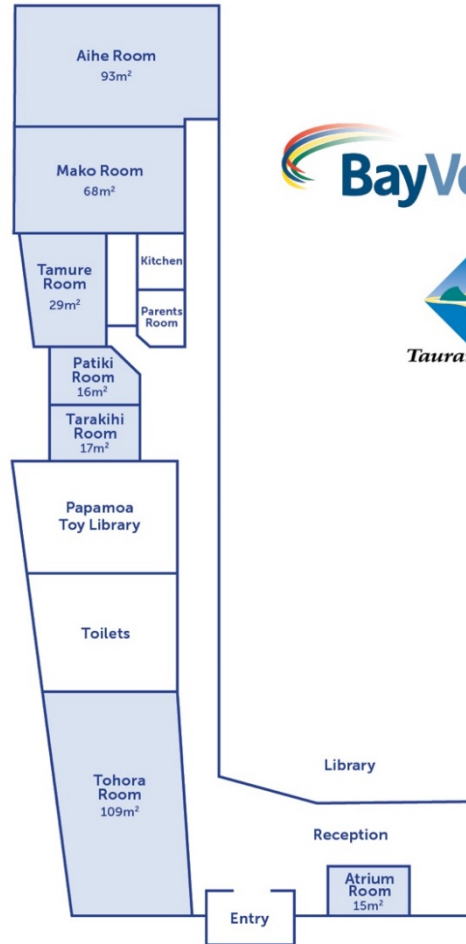 Aihe Room
93m²
Mako Room
68m²
Kitchen
Tamure
Room
29m²
Parents
Room
Patiki
Room
16m²
Tarakihi
Room
17m²
Papamoa
Toy Library
Toilets
Tohora
Room
109m²
Library
Reception
Atrium
Room
15m²
Entry